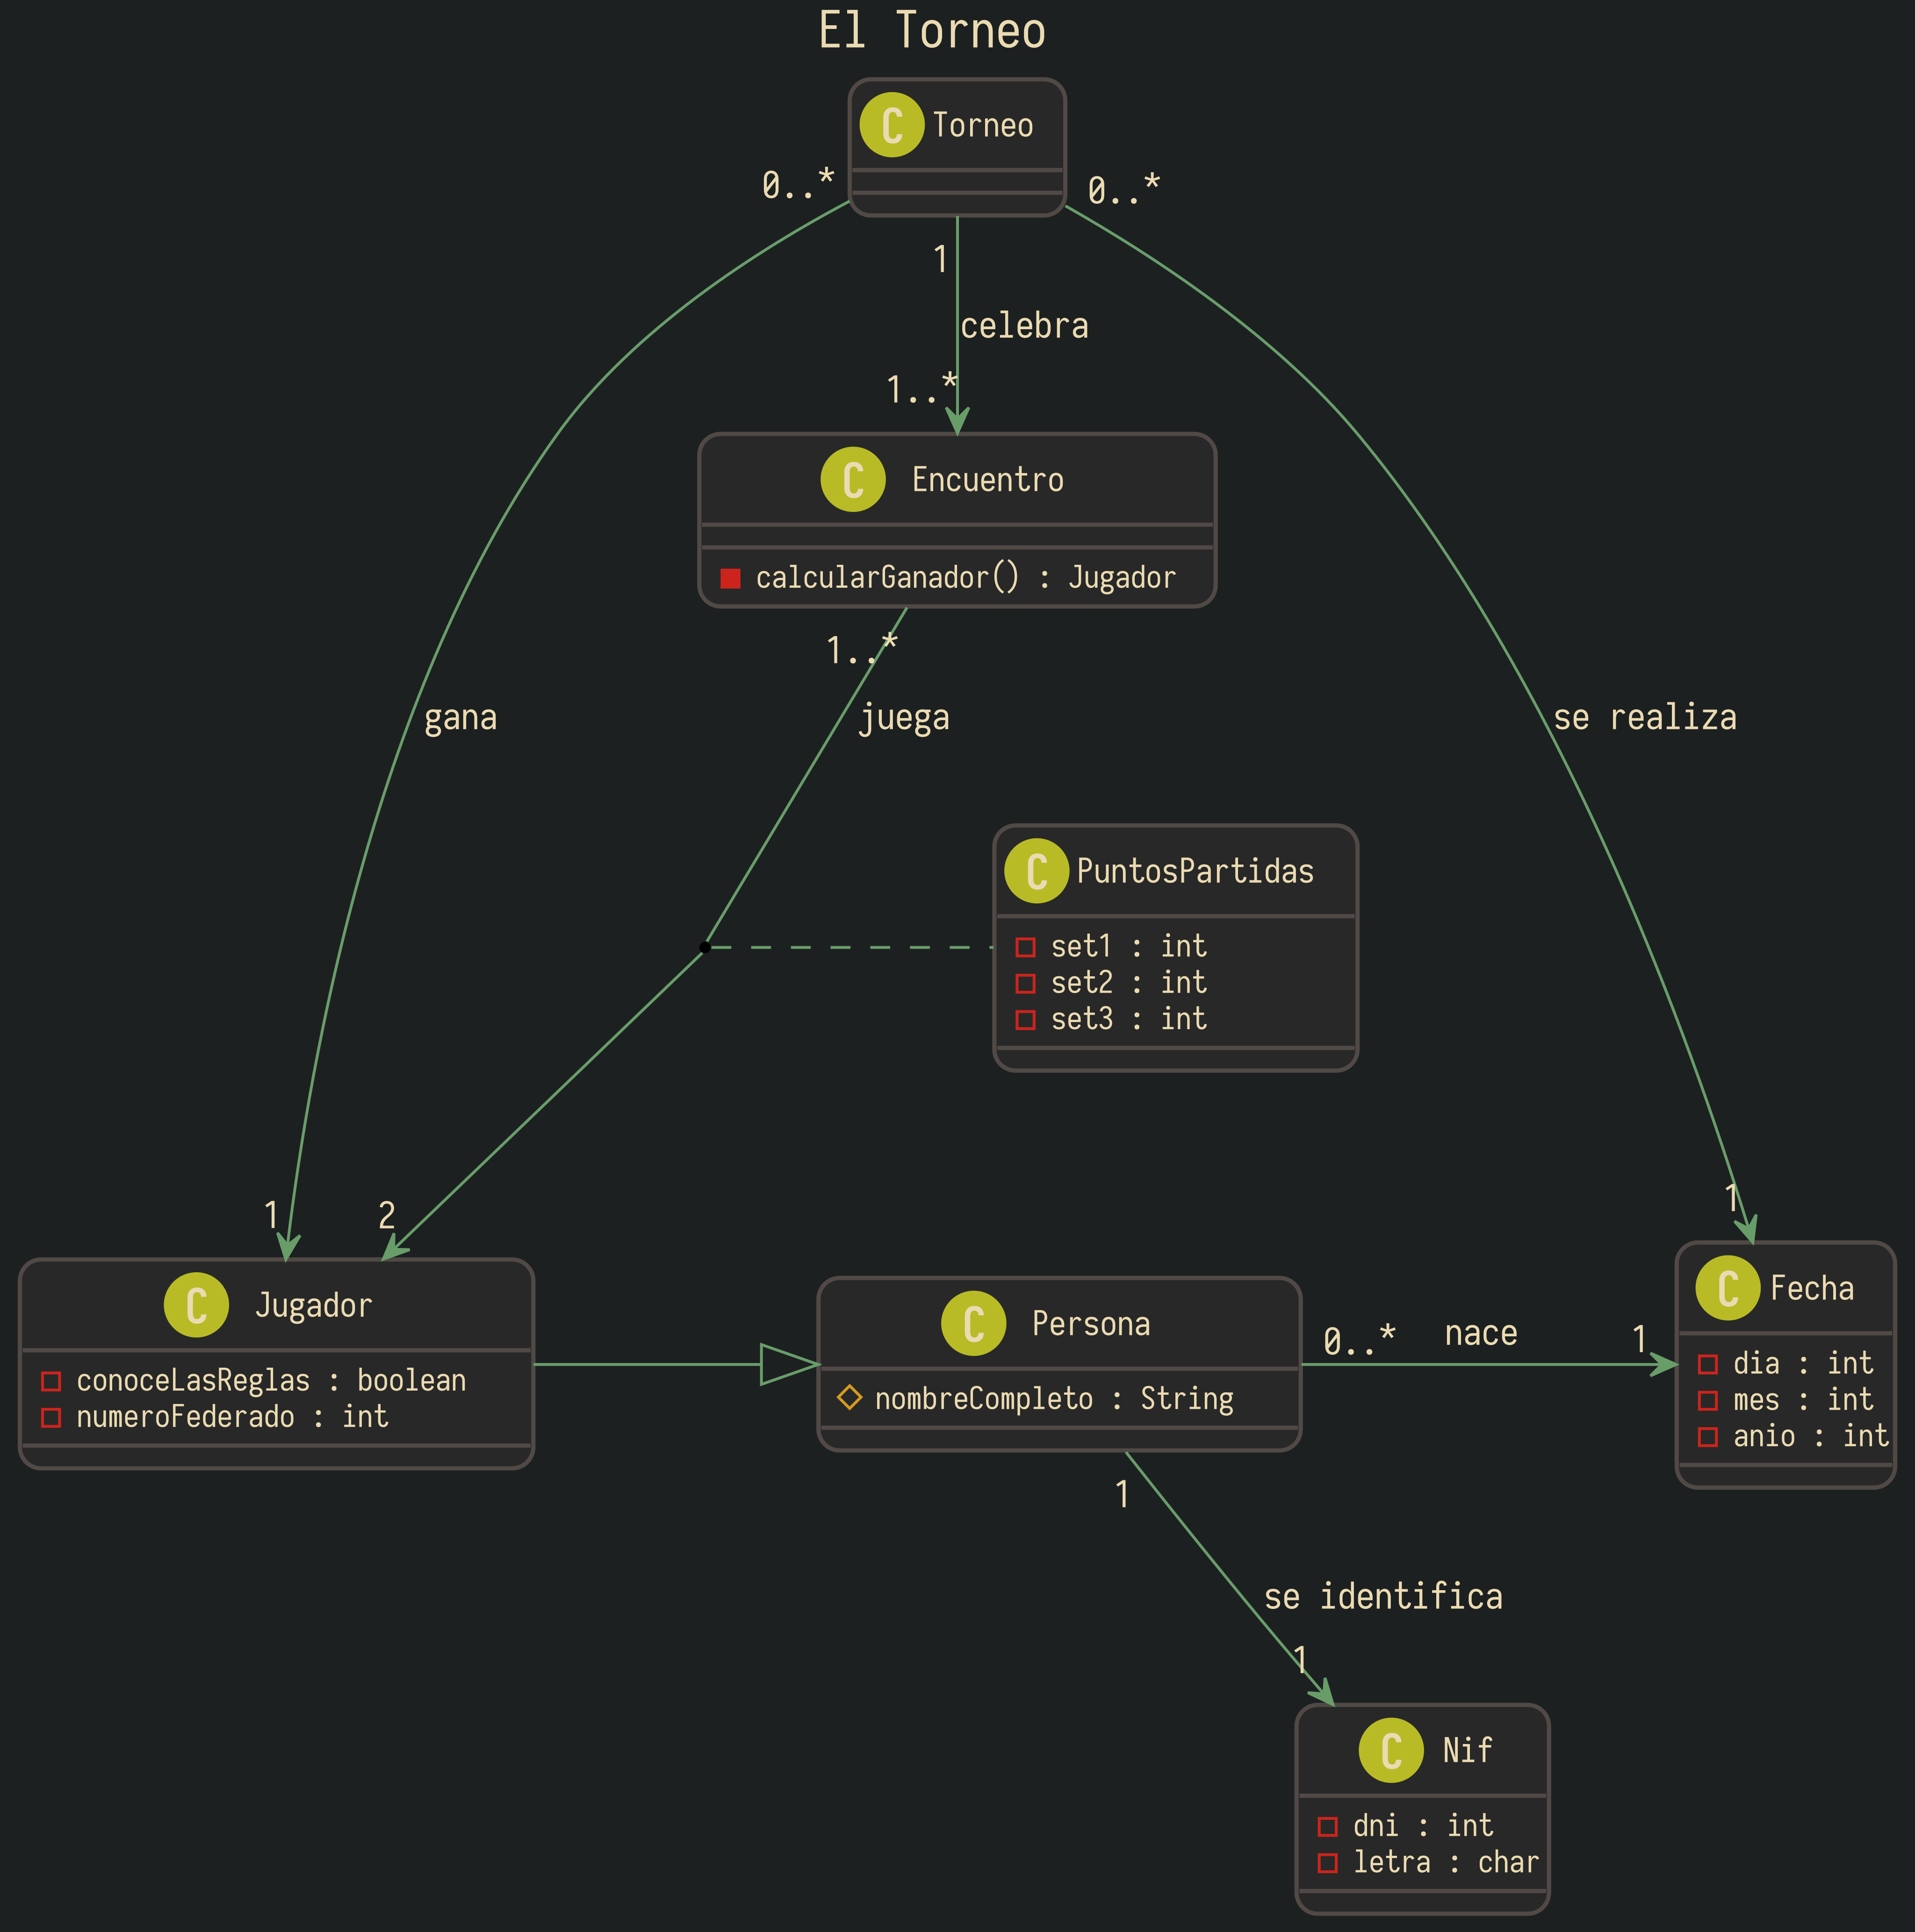 El Torneo
C Torneo
0..*
0..*
1
celebra
1..*
C Encuentro
calcularGanador() : Jugador
1..*
gana
juega
se realiza
C PuntosPartidas
set1 : int
set2 : int
set3 : int
1
2
1
C Jugador
conoceLasReglas : boolean
numeroFederado : int
C Persona
nombreCompleto : String
0..*
nace
1
C Fecha
dia : int
mes : int
anio : int
1
se identifica
1
C Nif
dni : int
letra : char